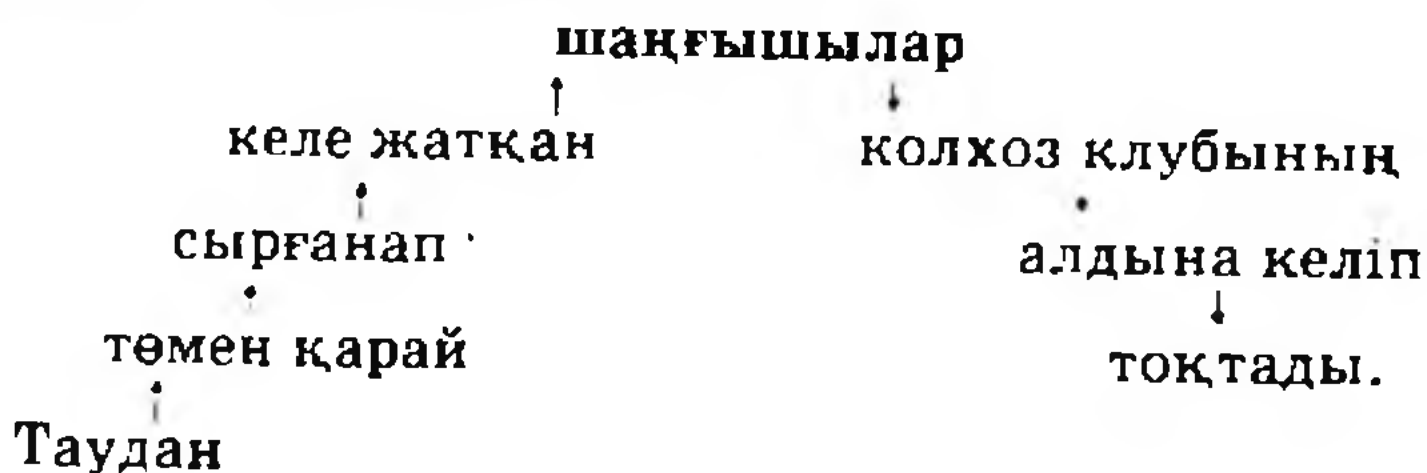 шаңғышылар
келе жатқан
колхоз клубының
сырғанап
алдына келіп
төмен қарай
тоқтады.
Таудан